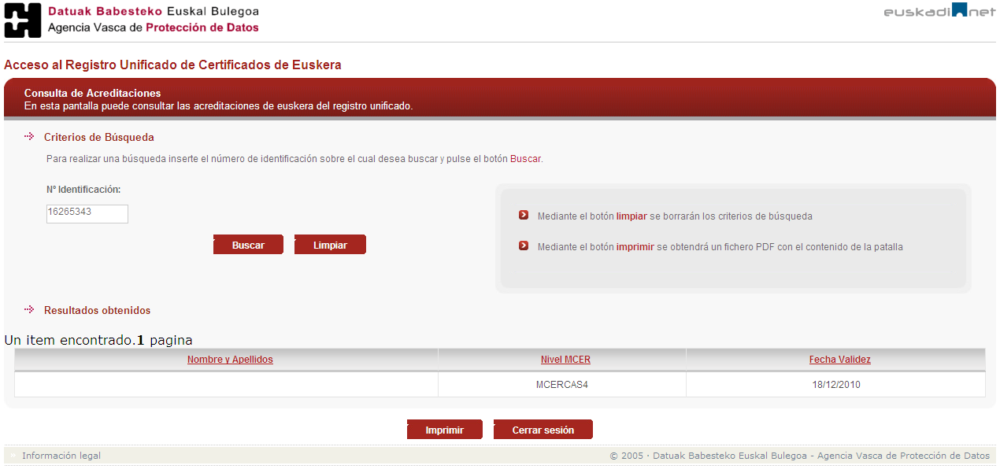 Datuak Babesteko Euskal Bulegoa
Agencia Vasca de Protección de Datos
euskadi net
Acceso al Registro Unificado de Certificados de Euskera
Consulta de Acreditaciones
En esta pantalla puede consultar las acreditaciones de euskera del registro unificado.
Criterios de Búsqueda
Para realizar una búsqueda inserte el número de identificación sobre el cual desea buscar y pulse el botón Buscar.
Nº Identificación:
16265343
Buscar Limpiar
Mediante el botón limpiar se borrarán los criterios de búsqueda
Mediante el botón imprimir se obtendrá un fichero PDF con el contenido de la patalla
Resultados obtenidos
Un item encontrado.1 pagina
Nombre y Apellidos Nivel MCER Fecha Validez
MCERCAS4 18/12/2010
Imprimir Cerrar sesión
Información legal © 2005 · Datuak Babesteko Euskal Bulegoa - Agencia Vasca de Protección de Datos